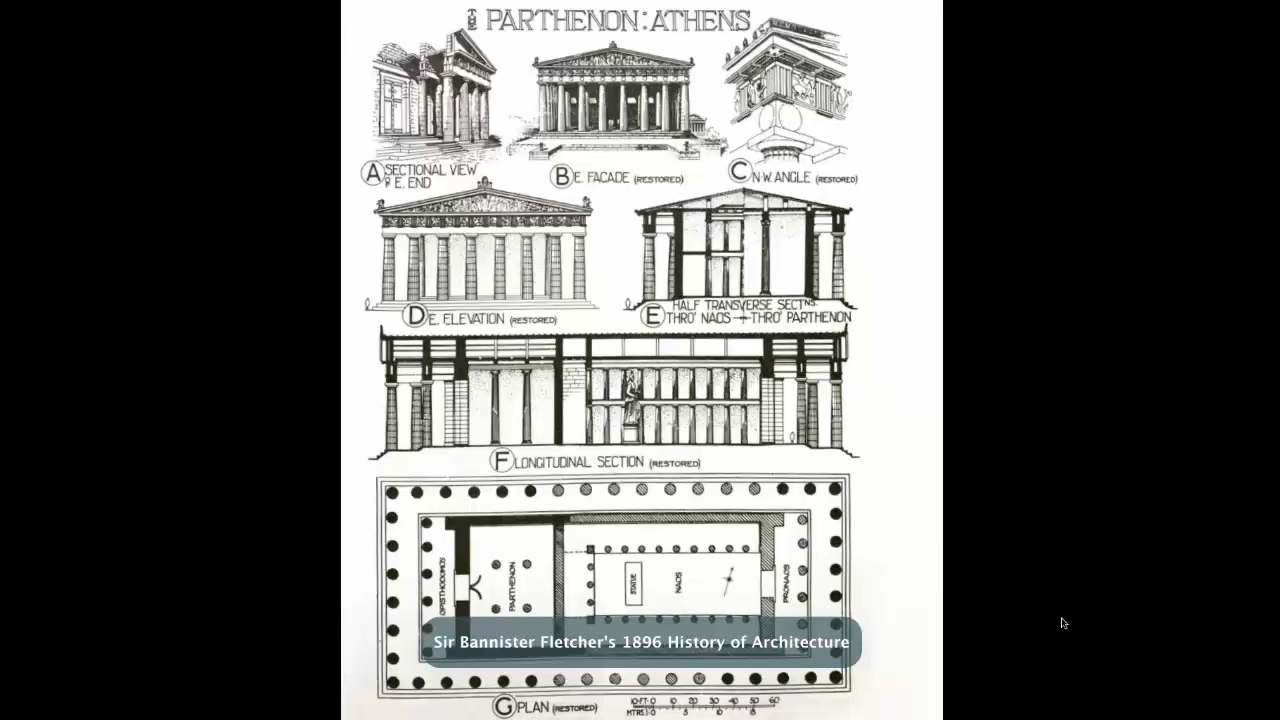 THE PARTHENON: ATHENS
A SECTIONAL VIEW
E. END
B E. FACADE (RESTORED)
C N.W. ANGLE (RESTORED)
D E. ELEVATION (RESTORED)
E HALF TRANSVERSE SECTNS.
THRO' NAOS THRO' PARTHENON
F LONGITUDINAL SECTION (RESTORED)
OPISTHODOMOS
PARTHENON
STATUE
NAOS
PRONAOS
Sir Bannister Fletcher's 1896 History of Architecture
G PLAN (RESTORED)
10 FT. 0 10 20 30 40 50 60
MTRS. 0 5 10 15